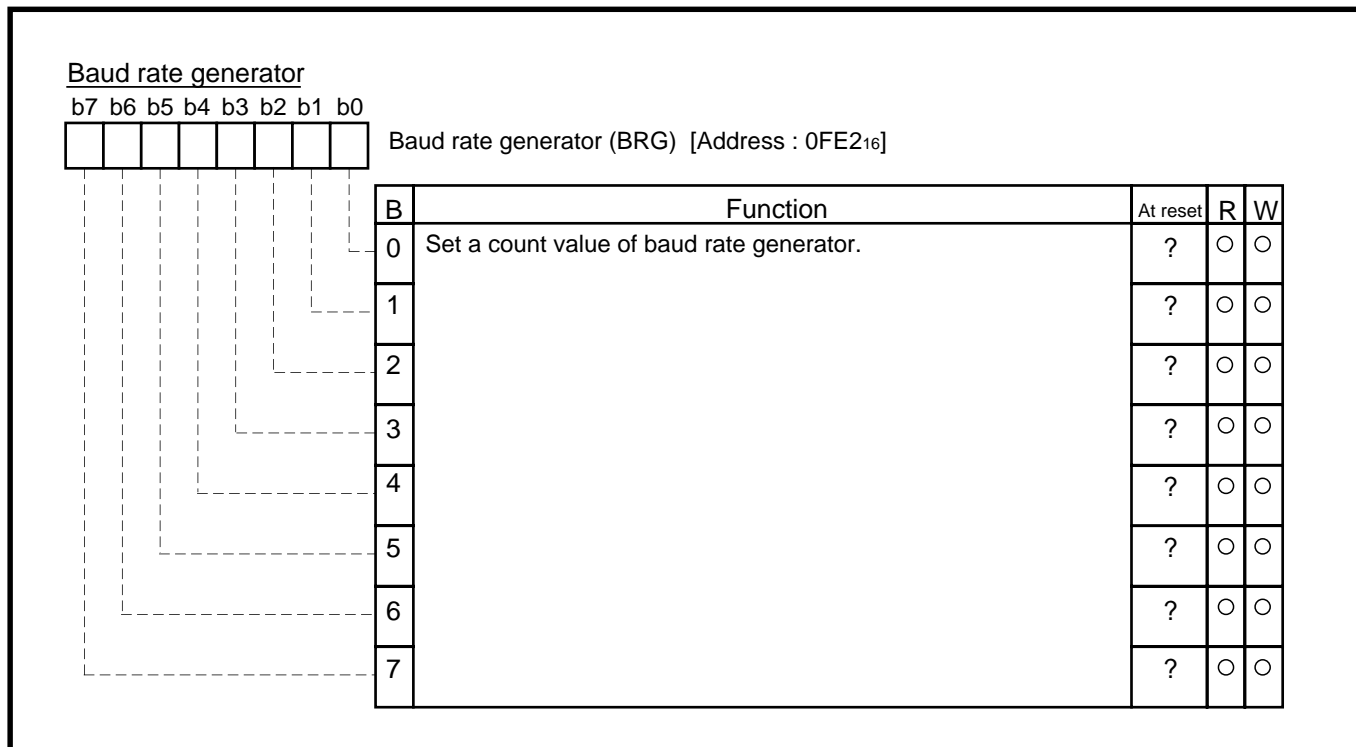 Baud rate generator
b7 b6 b5 b4 b3 b2 b1 b0
Baud rate generator (BRG) [Address : 0FE216]
B Function At reset R W
0 Set a count value of baud rate generator. ? ○ ○
1 ? ○ ○
2 ? ○ ○
3 ? ○ ○
4 ? ○ ○
5 ? ○ ○
6 ? ○ ○
7 ? ○ ○